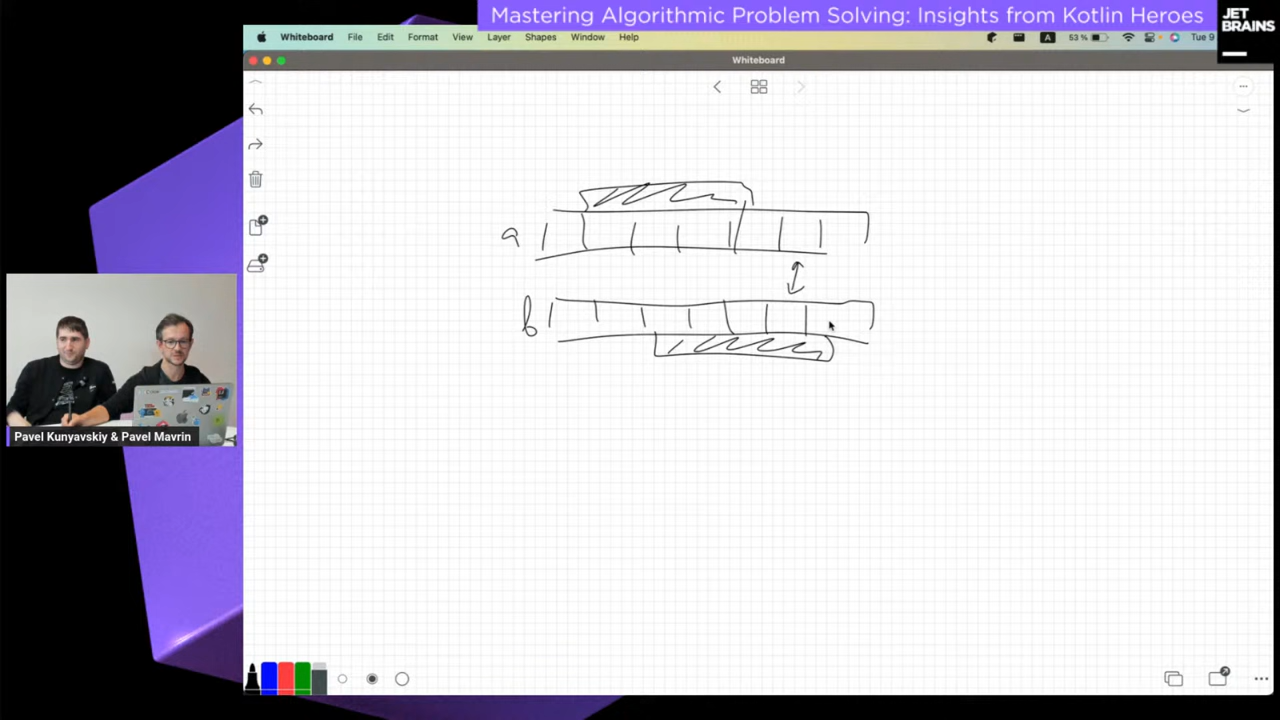 Mastering Algorithmic Problem Solving: Insights from Kotlin Heroes
JET
BRAINS
Whiteboard File Edit Format View Layer Shapes Window Help A 53 % Tue 9
Whiteboard
a
b
Pavel Kunyavskiy & Pavel Mavrin